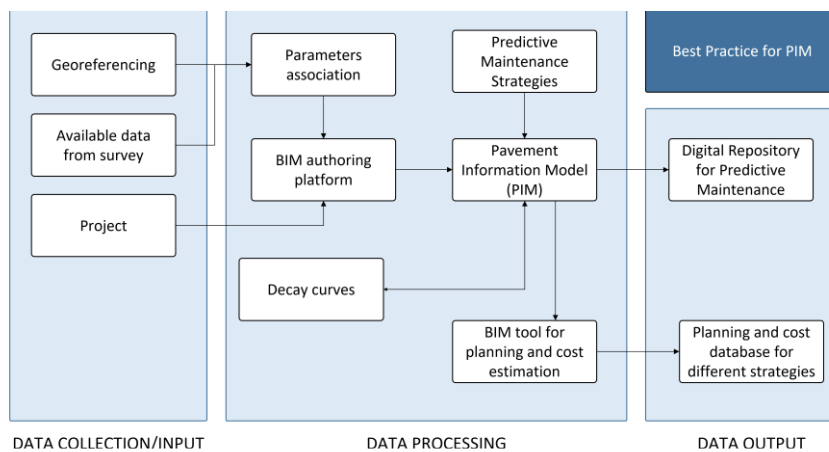 Georeferencing
Available data
from survey
Project
DATA COLLECTION/INPUT
Parameters
association
BIM authoring
platform
Decay curves
Predictive
Maintenance
Strategies
Pavement
Information Model
(PIM)
BIM tool for
planning and cost
estimation
DATA PROCESSING
Best Practice for PIM
Digital Repository
for Predictive
Maintenance
Planning and cost
database for
different strategies
DATA OUTPUT